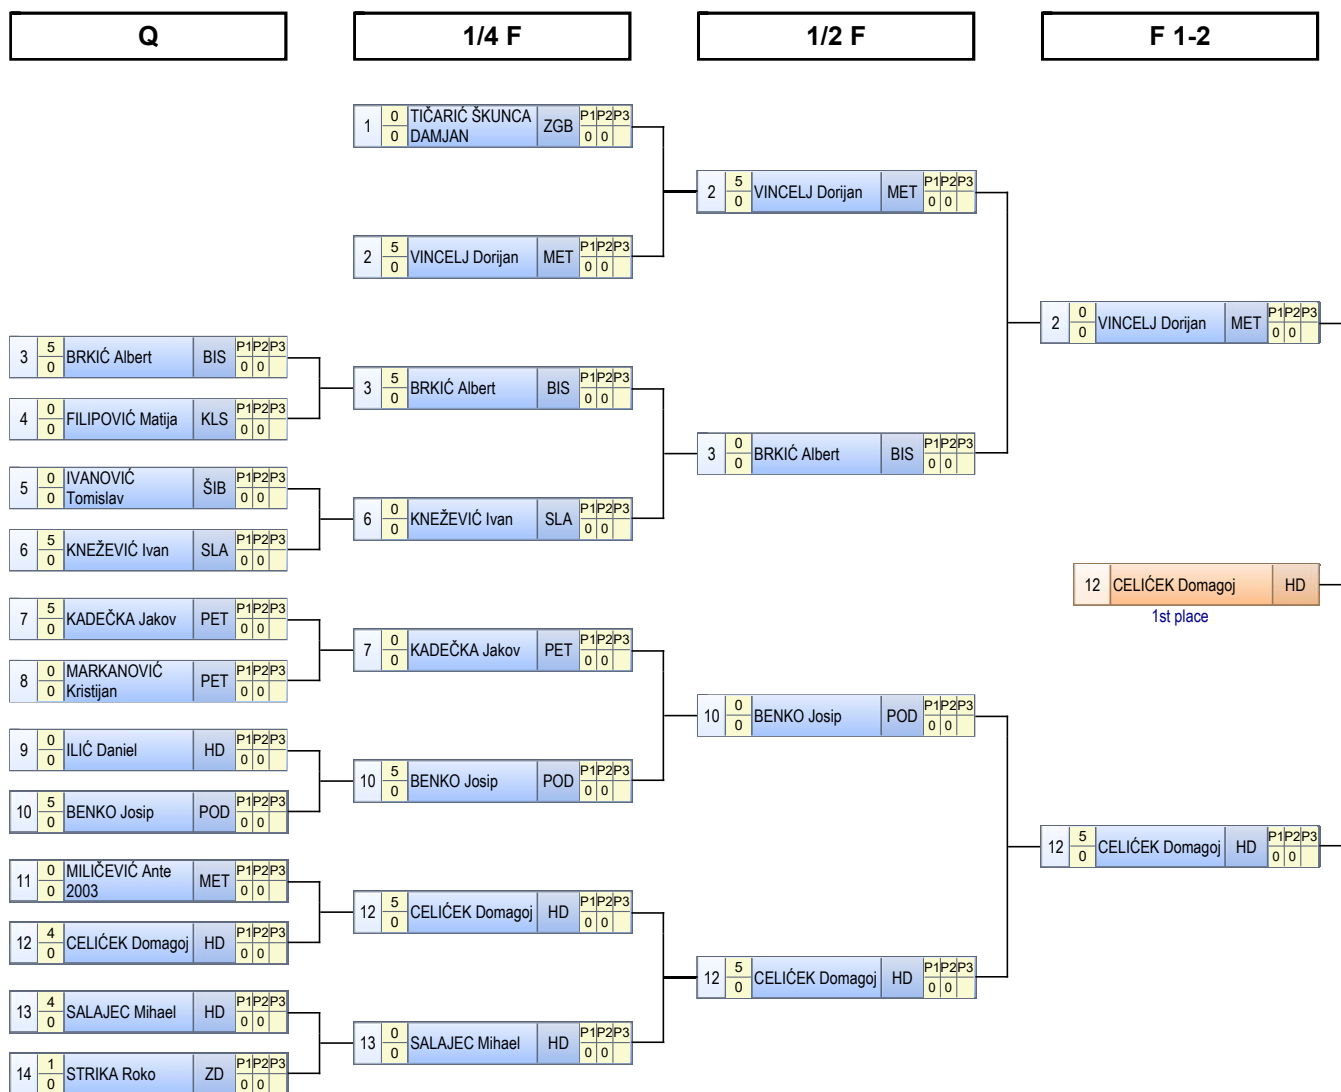 Q 1/4 F 1/2 F F 1-2
1 0 0 TIČARIĆ ŠKUNCA DAMJAN ZGB P1 P2 P3 0 0
2 5 0 VINCELJ Dorijan MET P1 P2 P3 0 0
2 5 0 VINCELJ Dorijan MET P1 P2 P3 0 0
2 0 0 VINCELJ Dorijan MET P1 P2 P3 0 0
3 5 0 BRKIĆ Albert BIS P1 P2 P3 0 0
3 5 0 BRKIĆ Albert BIS P1 P2 P3 0 0
4 0 0 FILIPOVIĆ Matija KLS P1 P2 P3 0 0
3 0 0 BRKIĆ Albert BIS P1 P2 P3 0 0
5 0 0 IVANOVIĆ Tomislav ŠIB P1 P2 P3 0 0
6 0 0 KNEŽEVIĆ Ivan SLA P1 P2 P3 0 0
6 5 0 KNEŽEVIĆ Ivan SLA P1 P2 P3 0 0
12 CELIĆEK Domagoj HD
1st place
7 5 0 KADEČKA Jakov PET P1 P2 P3 0 0
7 0 0 KADEČKA Jakov PET P1 P2 P3 0 0
8 0 0 MARKANOVIĆ Kristijan PET P1 P2 P3 0 0
10 0 0 BENKO Josip POD P1 P2 P3 0 0
9 0 0 ILIĆ Daniel HD P1 P2 P3 0 0
10 5 0 BENKO Josip POD P1 P2 P3 0 0
10 5 0 BENKO Josip POD P1 P2 P3 0 0
12 5 0 CELIĆEK Domagoj HD P1 P2 P3 0 0
11 0 0 MILIČEVIĆ Ante 2003 MET P1 P2 P3 0 0
12 5 0 CELIĆEK Domagoj HD P1 P2 P3 0 0
12 4 0 CELIĆEK Domagoj HD P1 P2 P3 0 0
12 5 0 CELIĆEK Domagoj HD P1 P2 P3 0 0
13 4 0 SALAJEC Mihael HD P1 P2 P3 0 0
13 0 0 SALAJEC Mihael HD P1 P2 P3 0 0
14 1 0 STRIKA Roko ZD P1 P2 P3 0 0